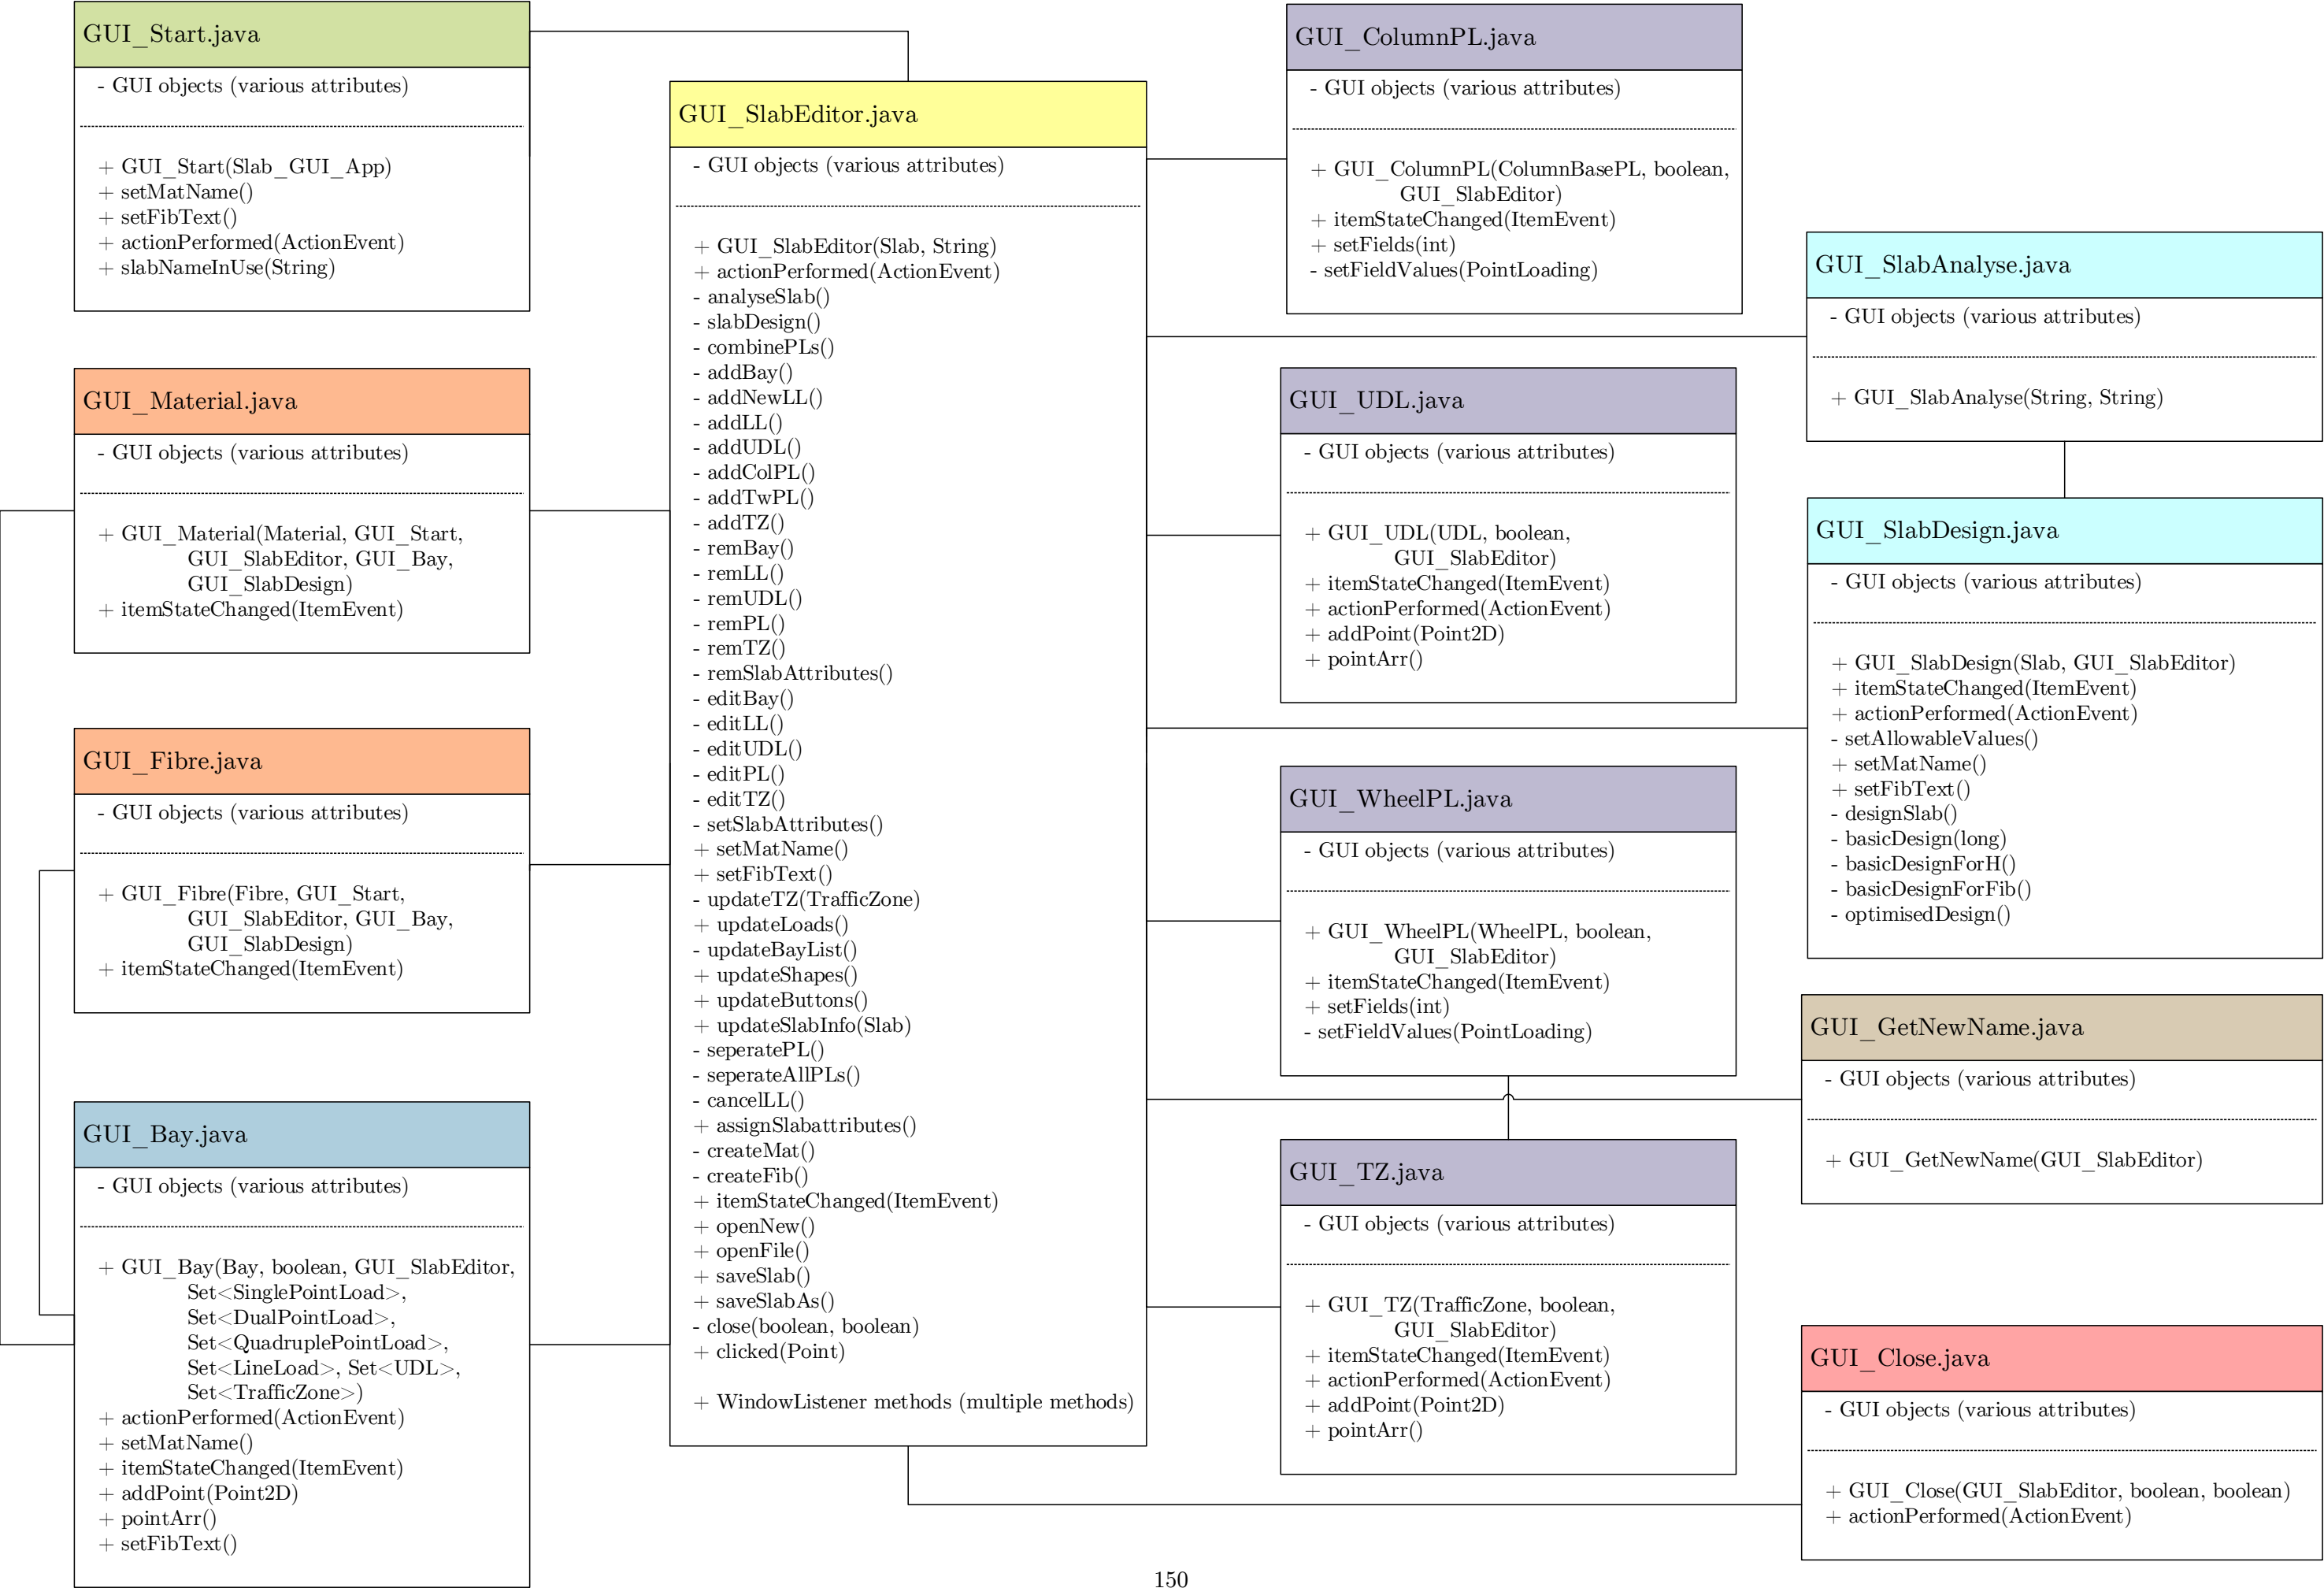 GUI_Start.java
- GUI objects (various attributes)
+ GUI_Start(Slab_GUI_App)
+ setMatName()
+ setFibText()
+ actionPerformed(ActionEvent)
+ slabNameInUse(String)
GUI_Material.java
- GUI objects (various attributes)
+ GUI_Material(Material, GUI_Start,
GUI_SlabEditor, GUI_Bay,
GUI_SlabDesign)
+ itemStateChanged(ItemEvent)
GUI_Fibre.java
- GUI objects (various attributes)
+ GUI_Fibre(Fibre, GUI_Start,
GUI_SlabEditor, GUI_Bay,
GUI_SlabDesign)
+ itemStateChanged(ItemEvent)
GUI_Bay.java
- GUI objects (various attributes)
+ GUI_Bay(Bay, boolean, GUI_SlabEditor,
Set<SinglePointLoad>,
Set<DualPointLoad>,
Set<QuadruplePointLoad>,
Set<LineLoad>, Set<UDL>,
Set<TrafficZone>)
+ actionPerformed(ActionEvent)
+ setMatName()
+ itemStateChanged(ItemEvent)
+ addPoint(Point2D)
+ pointArr()
+ setFibText()
GUI_SlabEditor.java
- GUI objects (various attributes)
+ GUI_SlabEditor(Slab, String)
+ actionPerformed(ActionEvent)
- analyseSlab()
- slabDesign()
- combinePLs()
- addBay()
- addNewLL()
- addLL()
- addUDL()
- addColPL()
- addTwPL()
- addTZ()
- remBay()
- remLL()
- remUDL()
- remPL()
- remTZ()
- remSlabAttributes()
- editBay()
- editLL()
- editUDL()
- editPL()
- editTZ()
- setSlabAttributes()
+ setMatName()
+ setFibText()
- updateTZ(TrafficZone)
+ updateLoads()
- updateBayList()
+ updateShapes()
+ updateButtons()
+ updateSlabInfo(Slab)
- seperatePL()
- seperateAllPLs()
- cancelLL()
+ assignSlabattributes()
- createMat()
- createFib()
+ itemStateChanged(ItemEvent)
+ openNew()
+ openFile()
+ saveSlab()
+ saveSlabAs()
- close(boolean, boolean)
+ clicked(Point)
+ WindowListener methods (multiple methods)
GUI_ColumnPL.java
- GUI objects (various attributes)
+ GUI_ColumnPL(ColumnBasePL, boolean,
GUI_SlabEditor)
+ itemStateChanged(ItemEvent)
+ setFields(int)
- setFieldValues(PointLoading)
GUI_UDL.java
- GUI objects (various attributes)
+ GUI_UDL(UDL, boolean,
GUI_SlabEditor)
+ itemStateChanged(ItemEvent)
+ actionPerformed(ActionEvent)
+ addPoint(Point2D)
+ pointArr()
GUI_WheelPL.java
- GUI objects (various attributes)
+ GUI_WheelPL(WheelPL, boolean,
GUI_SlabEditor)
+ itemStateChanged(ItemEvent)
+ setFields(int)
- setFieldValues(PointLoading)
GUI_TZ.java
- GUI objects (various attributes)
+ GUI_TZ(TrafficZone, boolean,
GUI_SlabEditor)
+ itemStateChanged(ItemEvent)
+ actionPerformed(ActionEvent)
+ addPoint(Point2D)
+ pointArr()
GUI_SlabAnalyse.java
- GUI objects (various attributes)
+ GUI_SlabAnalyse(String, String)
GUI_SlabDesign.java
- GUI objects (various attributes)
+ GUI_SlabDesign(Slab, GUI_SlabEditor)
+ itemStateChanged(ItemEvent)
+ actionPerformed(ActionEvent)
- setAllowableValues()
+ setMatName()
+ setFibText()
- designSlab()
- basicDesign(long)
- basicDesignForH()
- basicDesignForFib()
- optimisedDesign()
GUI_GetNewName.java
- GUI objects (various attributes)
+ GUI_GetNewName(GUI_SlabEditor)
GUI_Close.java
- GUI objects (various attributes)
+ GUI_Close(GUI_SlabEditor, boolean, boolean)
+ actionPerformed(ActionEvent)
150